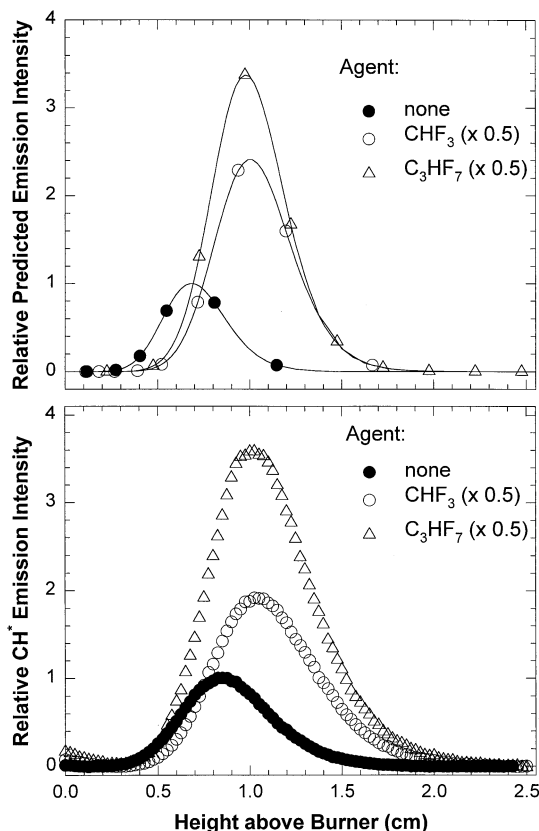 Relative Predicted Emission Intensity
4
3
2
1
0
Agent:
none
CHF₃ (x 0.5)
C₃HF₇ (x 0.5)
Relative CH* Emission Intensity
4
3
2
1
0
Agent:
none
CHF₃ (x 0.5)
C₃HF₇ (x 0.5)
0.0 0.5 1.0 1.5 2.0 2.5
Height above Burner (cm)